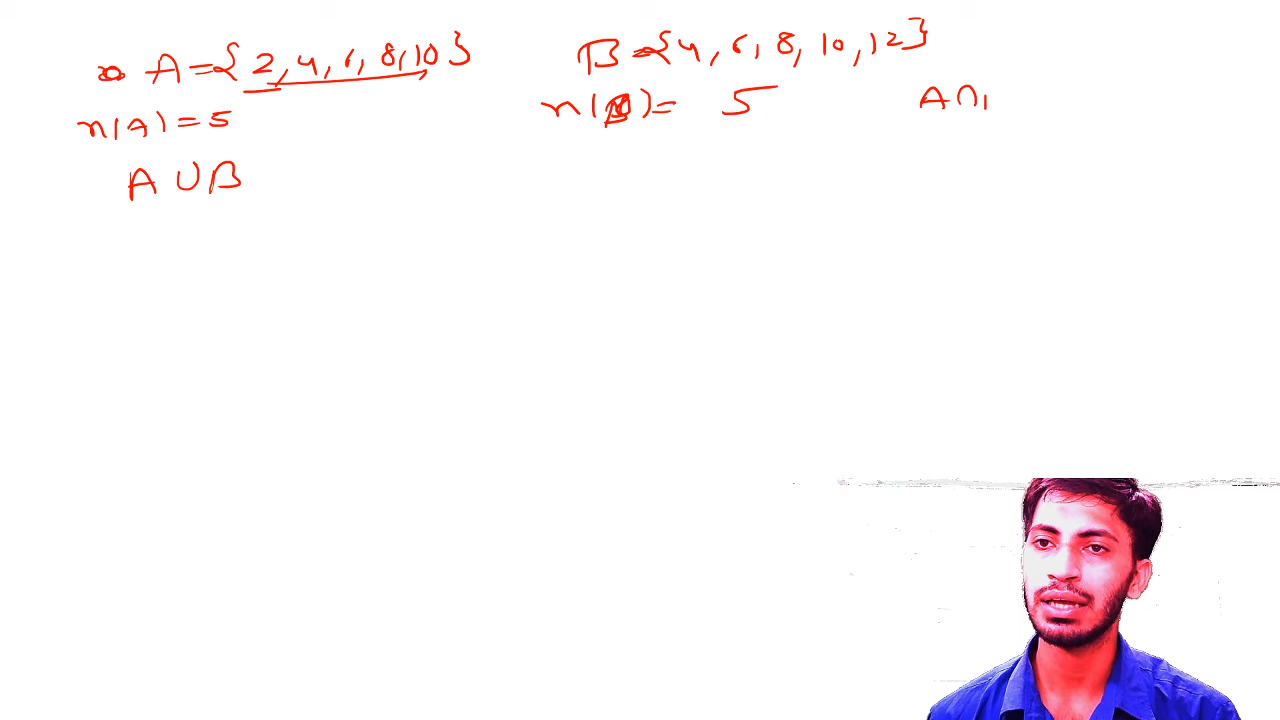 A = {2, 4, 6, 8, 10}
B = {4, 6, 8, 10, 12}
n(A) = 5
n(B) = 5
A ∩
A ∪ B